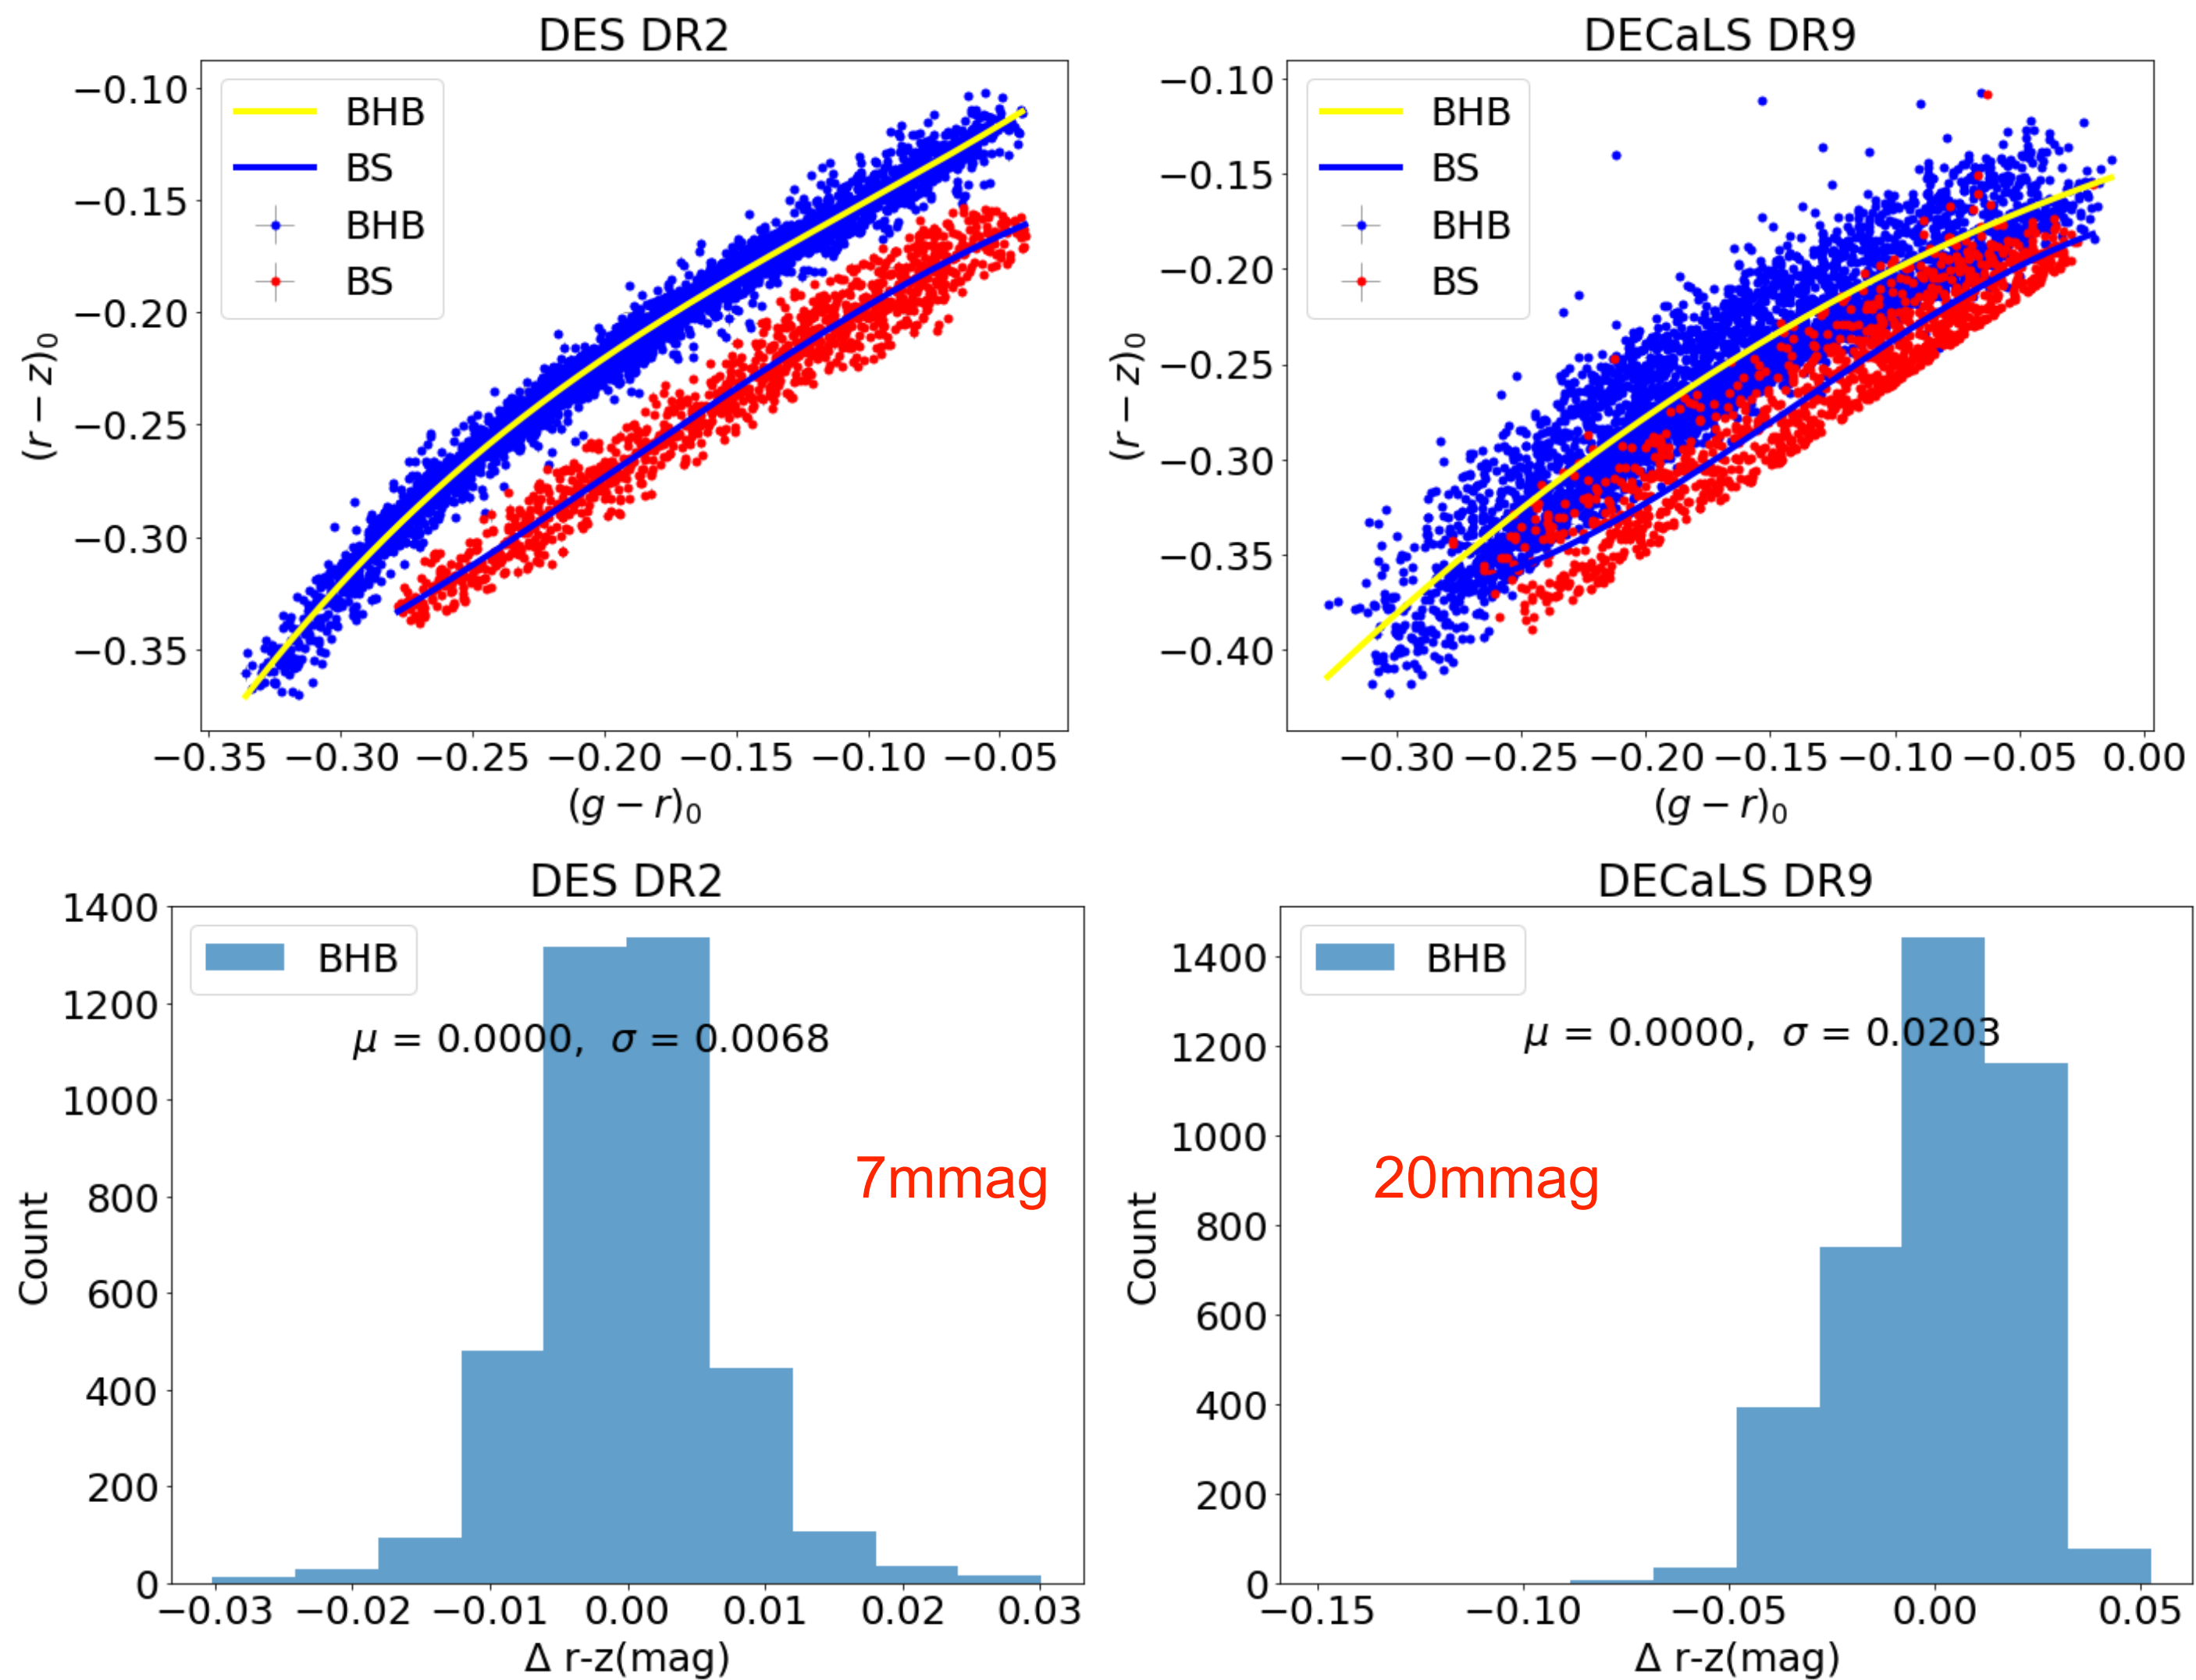 DES DR2
BHB
BS
BHB
BS
−0.10
−0.15
−0.20
−0.25
−0.30
−0.35
(r − z)₀
−0.35 −0.30 −0.25 −0.20 −0.15 −0.10 −0.05
(g − r)₀
DECaLS DR9
BHB
BS
BHB
BS
−0.10
−0.15
−0.20
−0.25
−0.30
−0.35
−0.40
(r − z)₀
−0.30 −0.25 −0.20 −0.15 −0.10 −0.05 0.00
(g − r)₀
DES DR2
BHB
μ = 0.0000, σ = 0.0068
7mmag
1400
1200
1000
800
600
400
200
0
Count
−0.03 −0.02 −0.01 0.00 0.01 0.02 0.03
Δ r-z(mag)
DECaLS DR9
BHB
μ = 0.0000, σ = 0.0203
20mmag
1400
1200
1000
800
600
400
200
0
Count
−0.15 −0.10 −0.05 0.00 0.05
Δ r-z(mag)